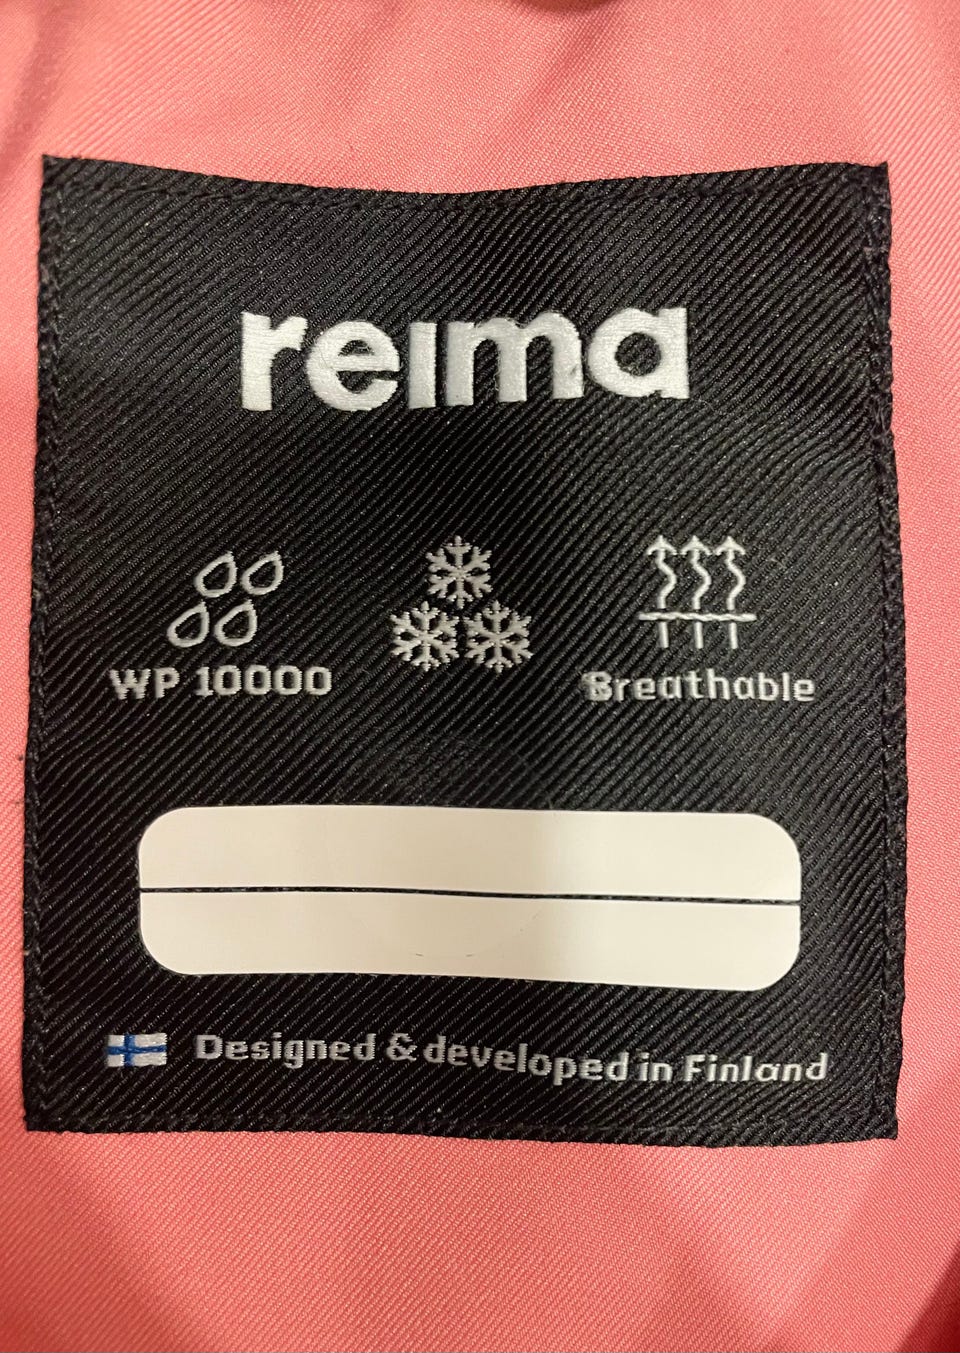 reima
WP 10000
Breathable
Designed & developed in Finland